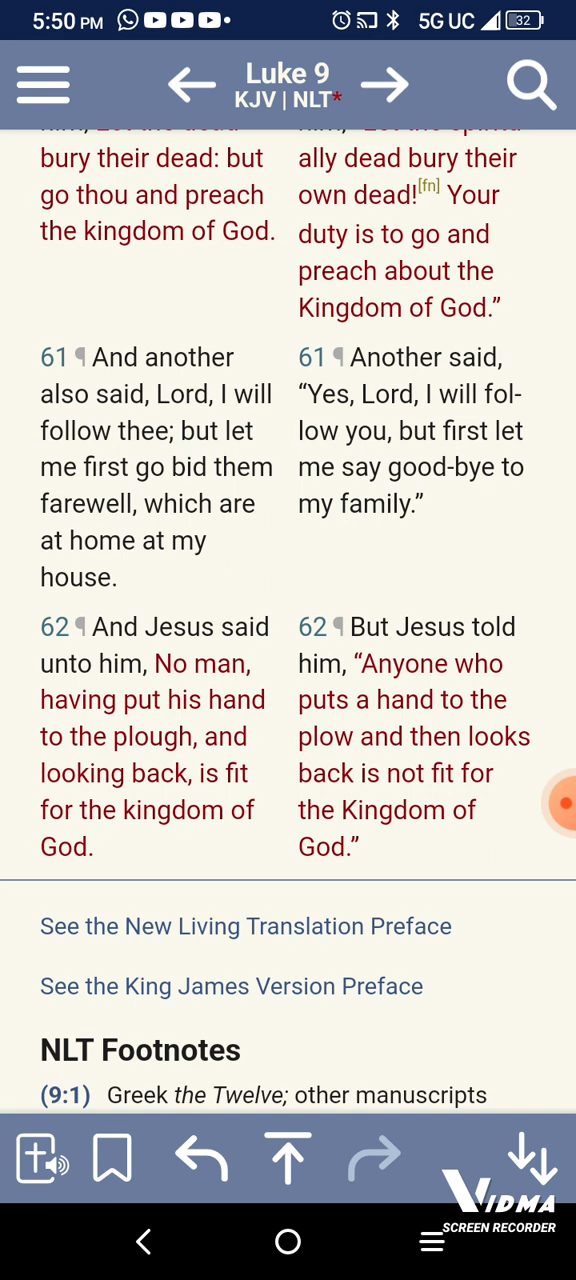 5:50 PM 5G UC 32
Luke 9
KJV | NLT*
bury their dead: but
go thou and preach
the kingdom of God.
ally dead bury their
own dead![fn] Your
duty is to go and
preach about the
Kingdom of God.”
61 ¶ And another
also said, Lord, I will
follow thee; but let
me first go bid them
farewell, which are
at home at my
house.
61 ¶ Another said,
“Yes, Lord, I will fol-
low you, but first let
me say good-bye to
my family.”
62 ¶ And Jesus said
unto him, No man,
having put his hand
to the plough, and
looking back, is fit
for the kingdom of
God.
62 ¶ But Jesus told
him, “Anyone who
puts a hand to the
plow and then looks
back is not fit for
the Kingdom of
God.”
See the New Living Translation Preface
See the King James Version Preface
NLT Footnotes
(9:1) Greek the Twelve; other manuscripts
VIDMA
SCREEN RECORDER